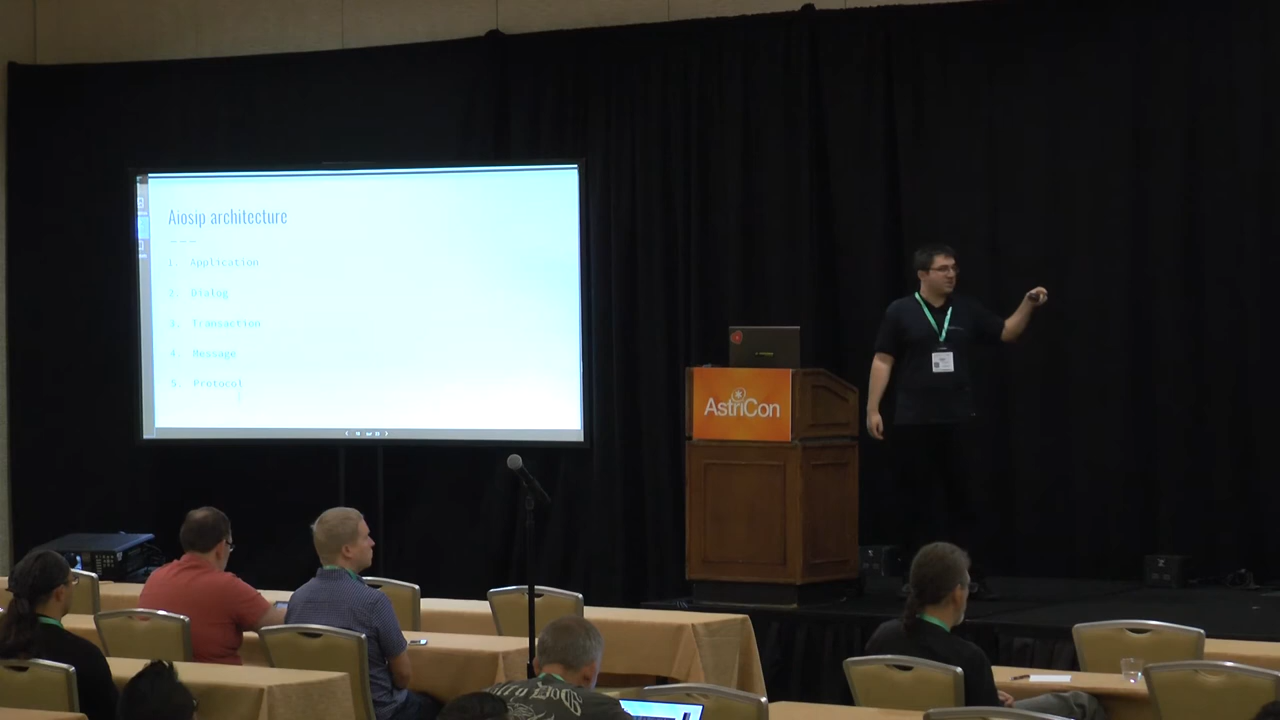 Aiosip architecture
1. Application
2. Dialog
3. Transaction
4. Message
5. Protocol
AstriCon